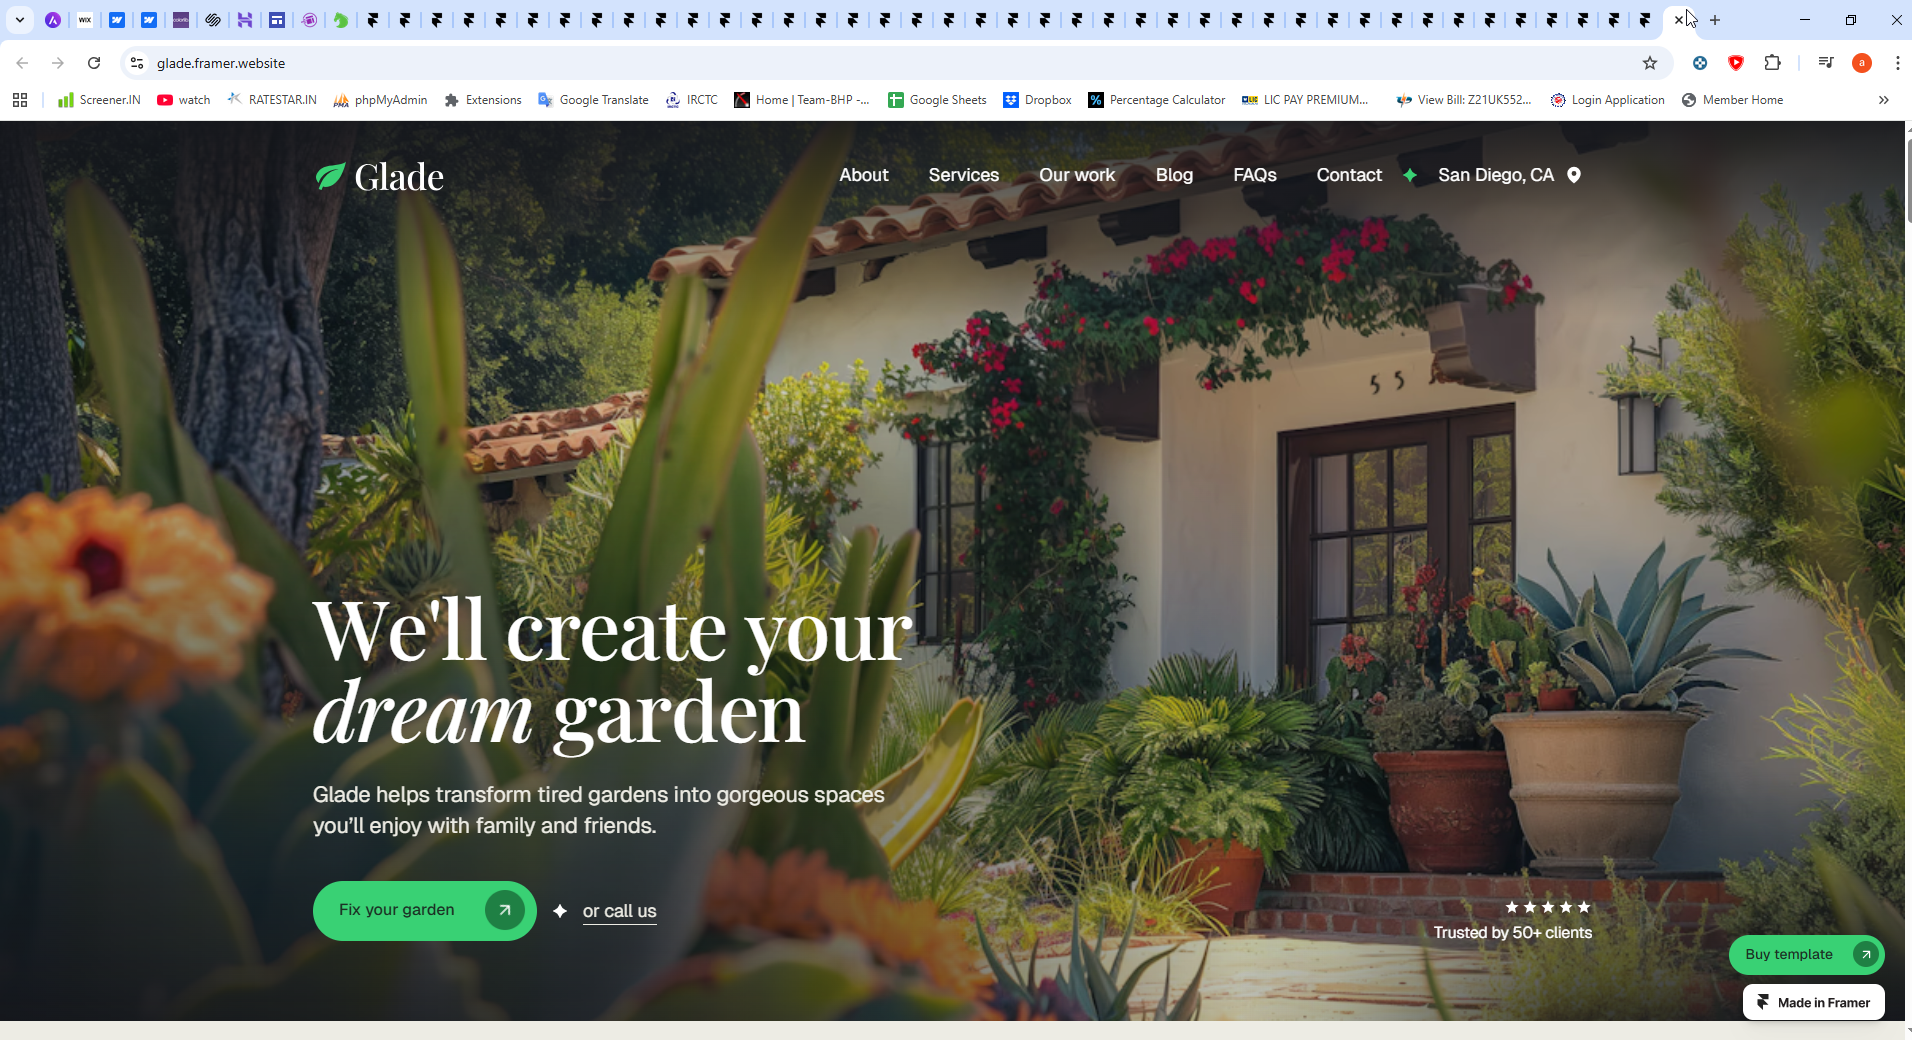 WIX
glade.framer.website
a
Screener.IN
watch
RATESTAR.IN
phpMyAdmin
Extensions
Google Translate
IRCTC
Home | Team-BHP -...
Google Sheets
Dropbox
Percentage Calculator
LIC PAY PREMIUM...
View Bill: Z21UK552...
Login Application
Member Home
Glade
About
Services
Our work
Blog
FAQs
Contact
San Diego, CA
5 5
We'll create your
dream garden
Glade helps transform tired gardens into gorgeous spaces
you'll enjoy with family and friends.
Fix your garden
or call us
Trusted by 50+ clients
Buy template
Made in Framer